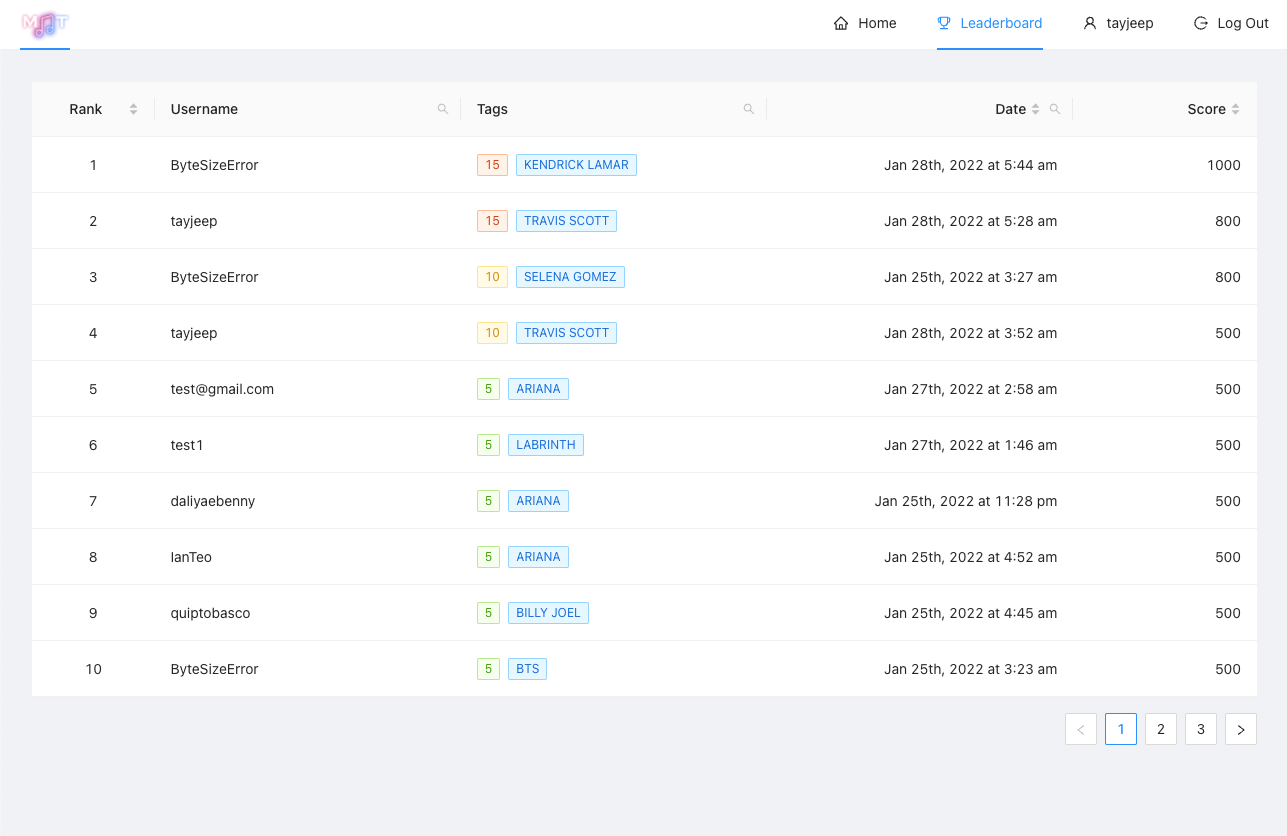 M T Home Leaderboard tayjeep Log Out
Rank Username Tags Date Score
1 ByteSizeError 15 KENDRICK LAMAR Jan 28th, 2022 at 5:44 am 1000
2 tayjeep 15 TRAVIS SCOTT Jan 28th, 2022 at 5:28 am 800
3 ByteSizeError 10 SELENA GOMEZ Jan 25th, 2022 at 3:27 am 800
4 tayjeep 10 TRAVIS SCOTT Jan 28th, 2022 at 3:52 am 500
5 test@gmail.com 5 ARIANA Jan 27th, 2022 at 2:58 am 500
6 test1 5 LABRINTH Jan 27th, 2022 at 1:46 am 500
7 daliyaebenny 5 ARIANA Jan 25th, 2022 at 11:28 pm 500
8 IanTeo 5 ARIANA Jan 25th, 2022 at 4:52 am 500
9 quiptobasco 5 BILLY JOEL Jan 25th, 2022 at 4:45 am 500
10 ByteSizeError 5 BTS Jan 25th, 2022 at 3:23 am 500
< 1 2 3 >